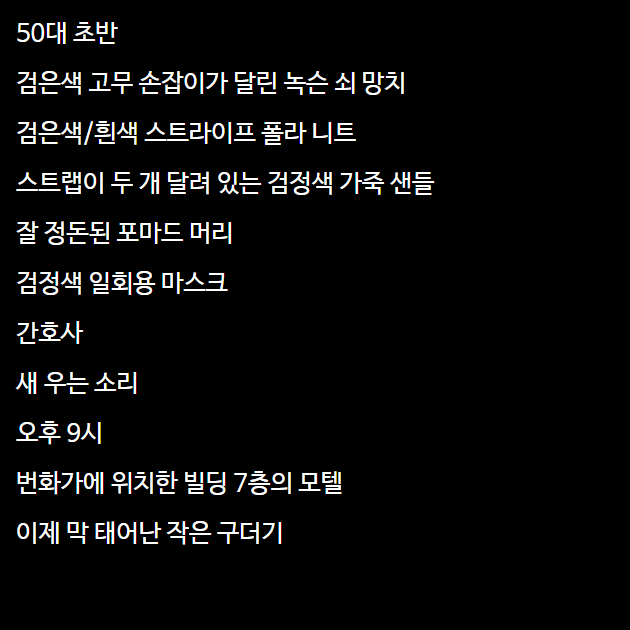 50대 초반
검은색 고무 손잡이가 달린 녹슨 쇠 망치
검은색/흰색 스트라이프 폴라 니트
스트랩이 두 개 달려 있는 검정색 가죽 샌들
잘 정돈된 포마드 머리
검정색 일회용 마스크
간호사
새 우는 소리
오후 9시
번화가에 위치한 빌딩 7층의 모텔
이제 막 태어난 작은 구더기